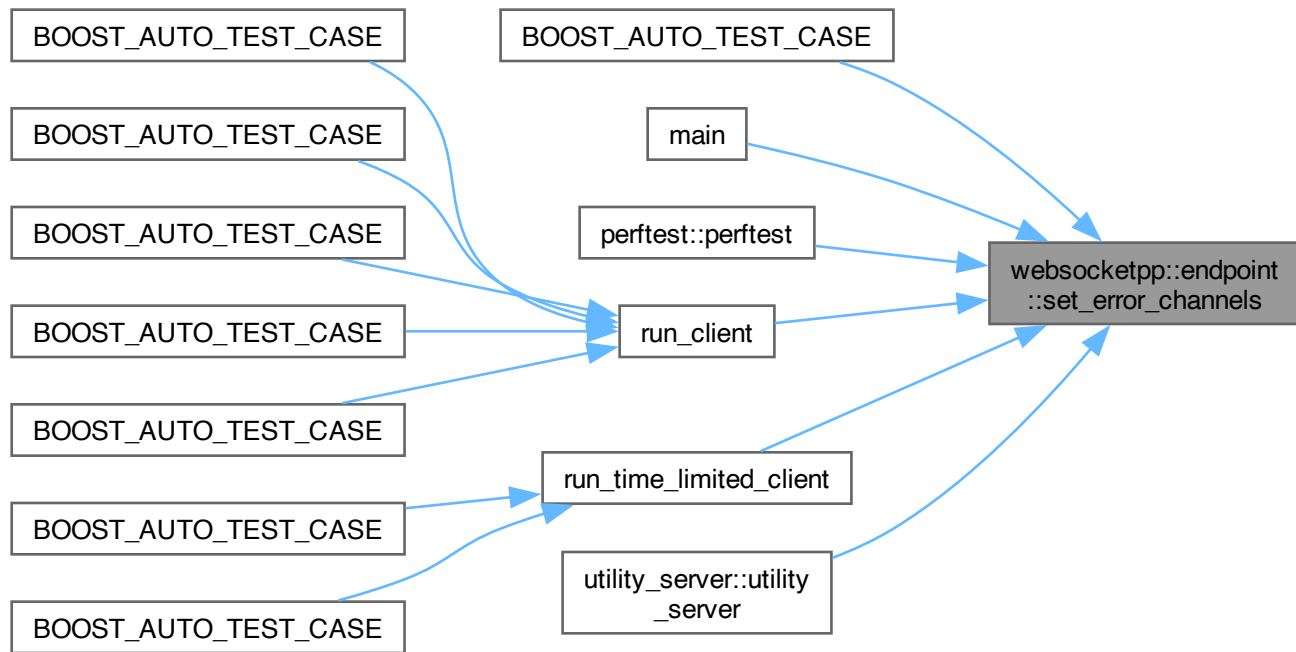 BOOST_AUTO_TEST_CASE
BOOST_AUTO_TEST_CASE
BOOST_AUTO_TEST_CASE
BOOST_AUTO_TEST_CASE
BOOST_AUTO_TEST_CASE
BOOST_AUTO_TEST_CASE
BOOST_AUTO_TEST_CASE
BOOST_AUTO_TEST_CASE
main
perftest::perftest
run_client
run_time_limited_client
utility_server::utility
_server
websocketpp::endpoint
::set_error_channels